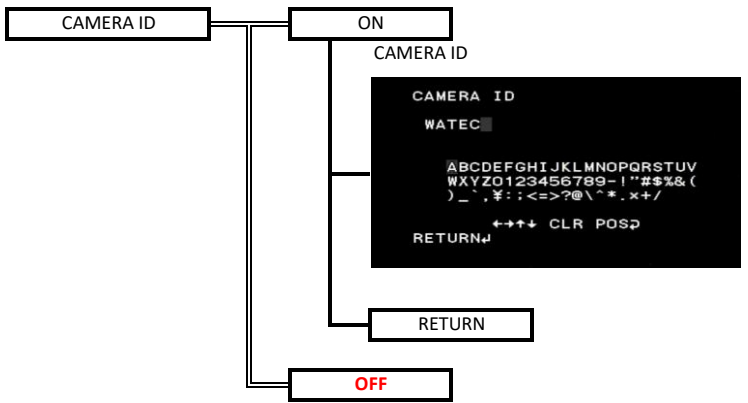 CAMERA ID
ON
CAMERA ID
CAMERA ID
WATEC
ABCDEFGHIJKLMNOPQRSTUV
WXYZ0123456789-!"#$%&(
)_`,¥:;<=>?@\^*.×+/
←→↑↓ CLR POS⊋
RETURN↵
RETURN
OFF